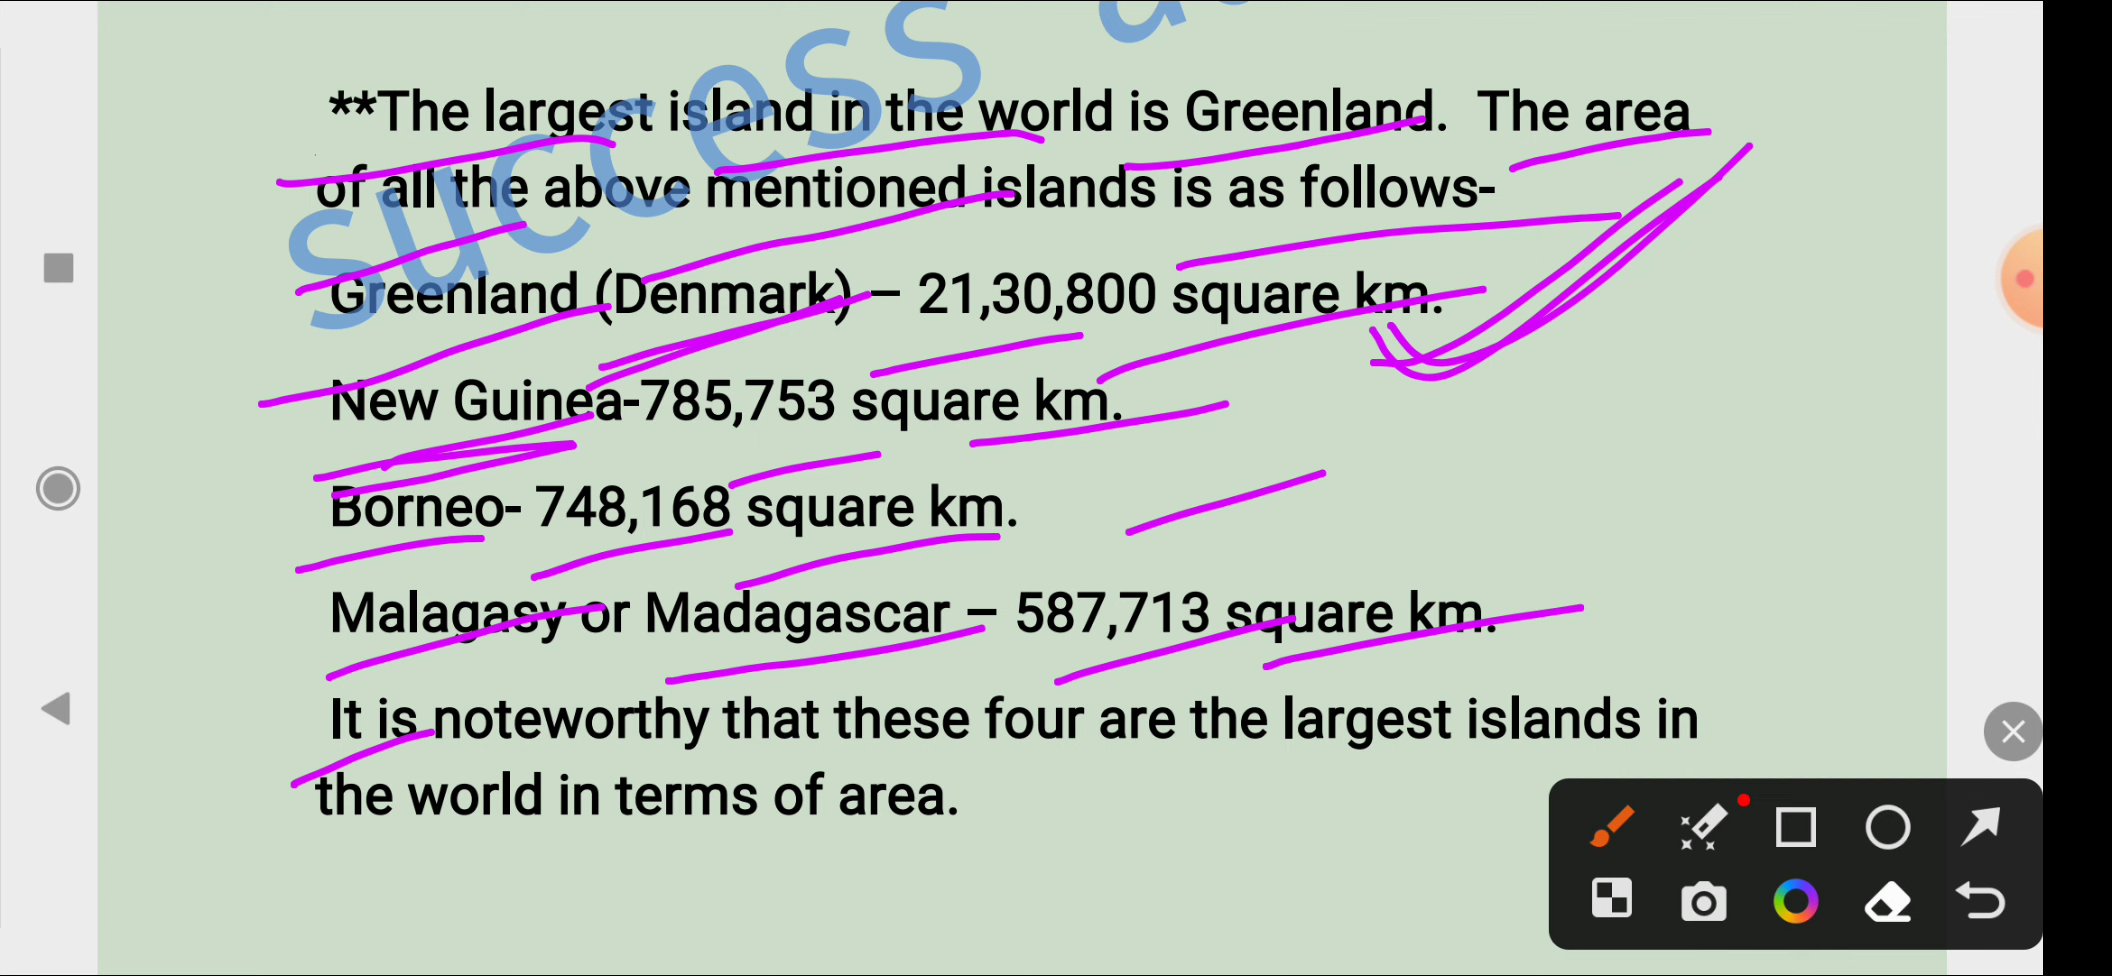 success a
**The largest island in the world is Greenland. The area
of all the above mentioned islands is as follows-
Greenland (Denmark) – 21,30,800 square km.
New Guinea-785,753 square km.
Borneo- 748,168 square km.
Malagasy or Madagascar – 587,713 square km.
It is noteworthy that these four are the largest islands in
the world in terms of area.